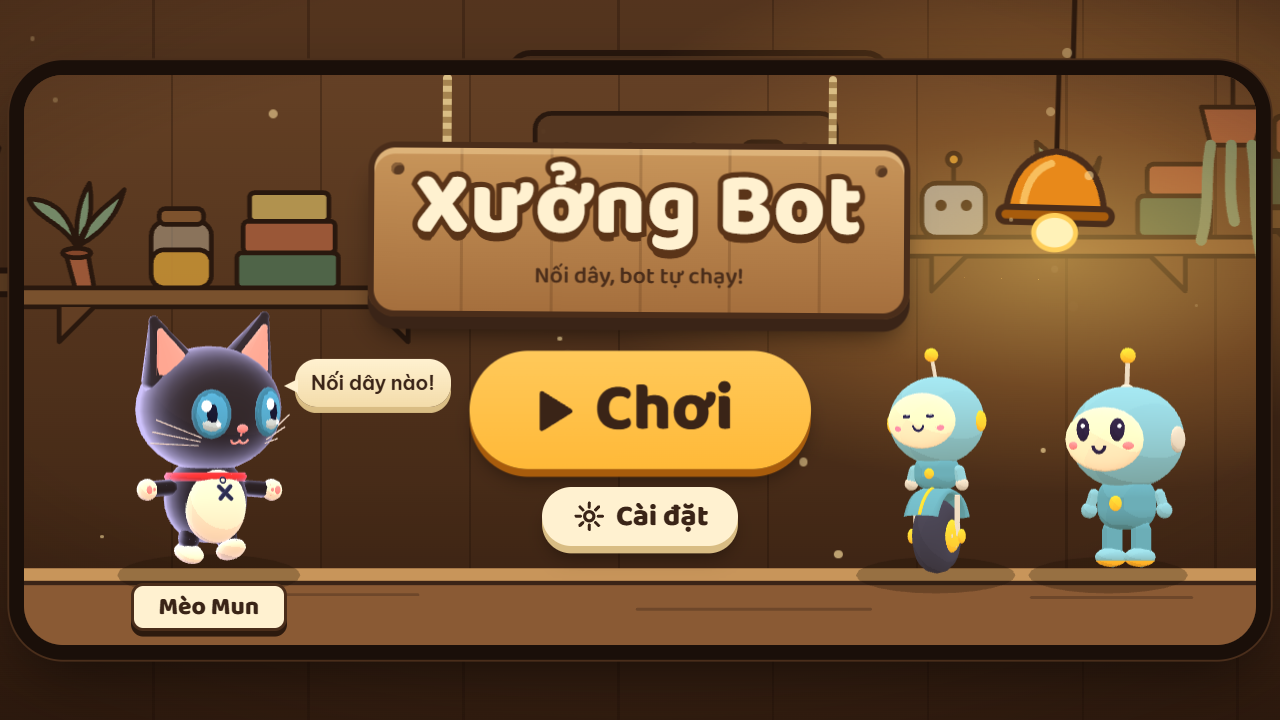 Xưởng Bot
Nối dây, bot tự chạy!
Nối dây nào!
Chơi
Cài đặt
Mèo Mun